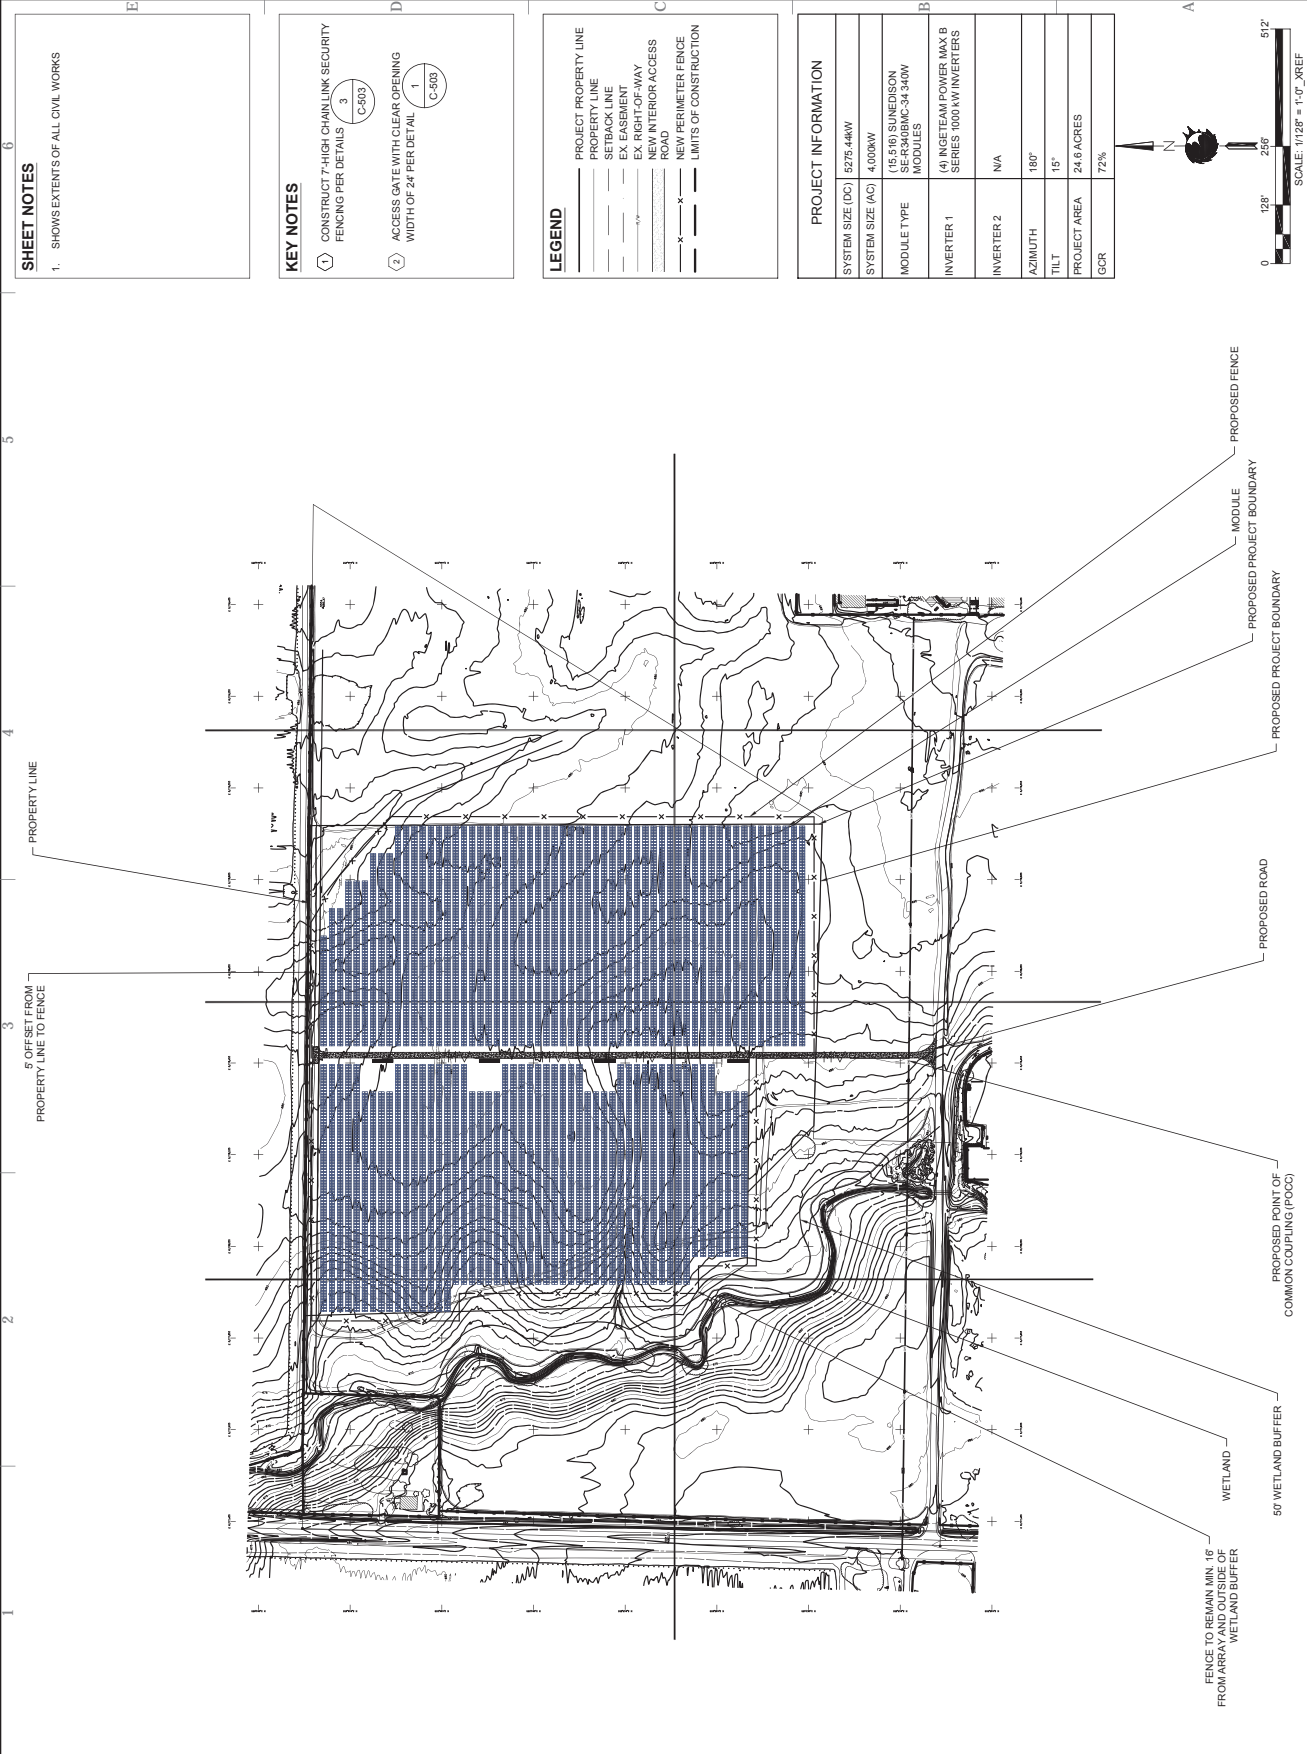 SHEET NOTES
1. SHOWS EXTENTS OF ALL CIVIL WORKS
KEY NOTES
1 CONSTRUCT 7'-HIGH CHAIN LINK SECURITY
FENCING PER DETAILS
3
C-503
2 ACCESS GATE WITH CLEAR OPENING
WIDTH OF 24' PER DETAIL
1
C-503
LEGEND
PROJECT PROPERTY LINE
PROPERTY LINE
SETBACK LINE
EX. EASEMENT
EX. RIGHT-OF-WAY
NEW INTERIOR ACCESS
ROAD
NEW PERIMETER FENCE
LIMITS OF CONSTRUCTION
PROJECT INFORMATION
SYSTEM SIZE (DC) 5275.44kW
SYSTEM SIZE (AC) 4,000kW
MODULE TYPE
(15,516) SUNEDISON
SE-R340BMC-34 340W
MODULES
INVERTER 1
(4) INGETEAM POWER MAX B
SERIES 1000 kW INVERTERS
INVERTER 2 N/A
AZIMUTH 180°
TILT 15°
PROJECT AREA 24.6 ACRES
GCR 72%
N
0 128' 256' 512'
SCALE: 1/128" = 1'-0"_XREF
1 2 3 4 5 6
E D C B A
5' OFFSET FROM
PROPERTY LINE TO FENCE
PROPERTY LINE
FENCE TO REMAIN MIN. 16'
FROM ARRAY AND OUTSIDE OF
WETLAND BUFFER
WETLAND
50' WETLAND BUFFER
PROPOSED POINT OF
COMMON COUPLING (POCC)
PROPOSED ROAD
PROPOSED PROJECT BOUNDARY
PROPOSED PROJECT BOUNDARY
MODULE
PROPOSED FENCE